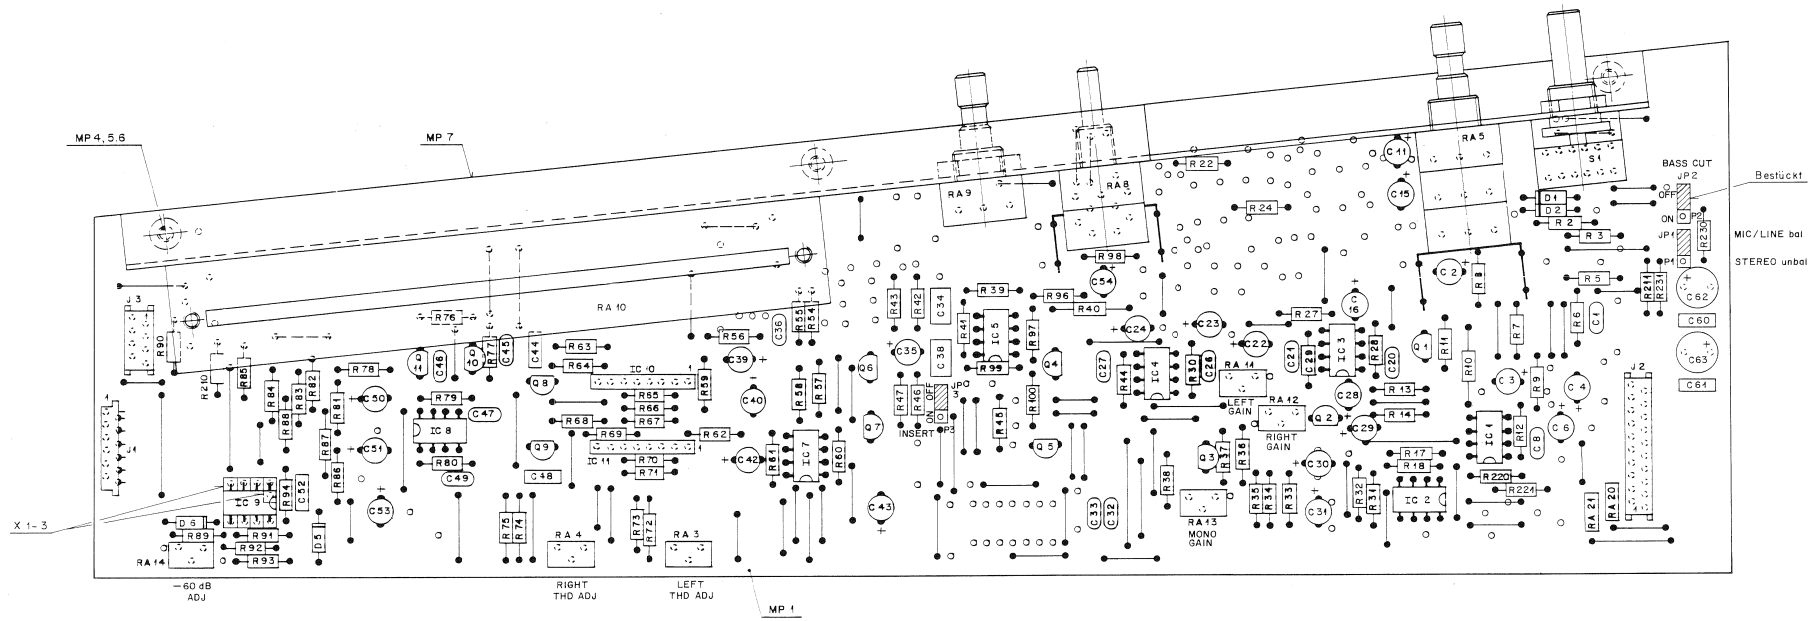 MP 4, 5.6
MP 7
RA 5
S1
C 11
R 22
C 15
R 24
RA 9
RA 8
BASS CUT
JP 2
OFF
ON
P2
Bestückt
D 1
D 2
R 2
R 3
R 230
JP1
P1
MIC/LINE bal
STEREO unbal
R 98
C 54
C 2
R 8
R 5
R 211
R 231
C 62
J 3
R 90
RA 10
R 76
R 55
R 54
C 36
R 43
R 42
C 34
R 39
R 96
R 40
R 27
C 16
R 7
R 6
C 1
C 60
R 56
R 41
IC 5
R 97
C 24
C 23
C 22
IC 3
R 28
Q 1
R 11
R 10
R 210
R 85
R 78
Q 11
C 46
Q 10
R 77
C 45
C 44
R 63
R 64
C 39
C 35
C 38
Q4
C 27
R 44
IC 4
R 30
C 26
C 21
C 29
C 20
C 63
R 84
R 83
R 82
Q 8
IC 10
1
R 59
Q 6
R 99
RA 11
LEFT
GAIN
R 13
C 3
R 9
C 4
C 61
J 2
1
J 1
R 88
R 81
C 50
R 79
C 47
R 65
R 66
R 67
C 40
R 58
R 57
R 47
R 46
OFF
ON
JP
3
P3
INSERT
R 100
R 45
RA 12
RIGHT
GAIN
C 28
Q 2
R 14
C 29
R 87
IC 8
R 68
R 69
R 62
Q 7
Q 5
IC 1
R 12
C 8
C 6
C 51
Q 9
IC 11
1
R 70
R 71
C 42
R 61
IC 7
R 60
Q 3
R 37
R 36
C 30
R 17
R 18
R 86
R 80
C 49
C 48
R 38
R 220
R 224
R 94
C 52
IC 9
C 53
R 75
R 74
R 73
R 72
C 43
C 33
C 32
RA 13
MONO
GAIN
R 35
R 34
R 33
C 31
R 32
R 31
IC 2
RA 21
RA 20
X 1-3
D 6
R 89
R 91
R 92
R 93
D 5
RA 14
-60 dB
ADJ
RA 4
RIGHT
THD ADJ
RA 3
LEFT
THD ADJ
MP 1